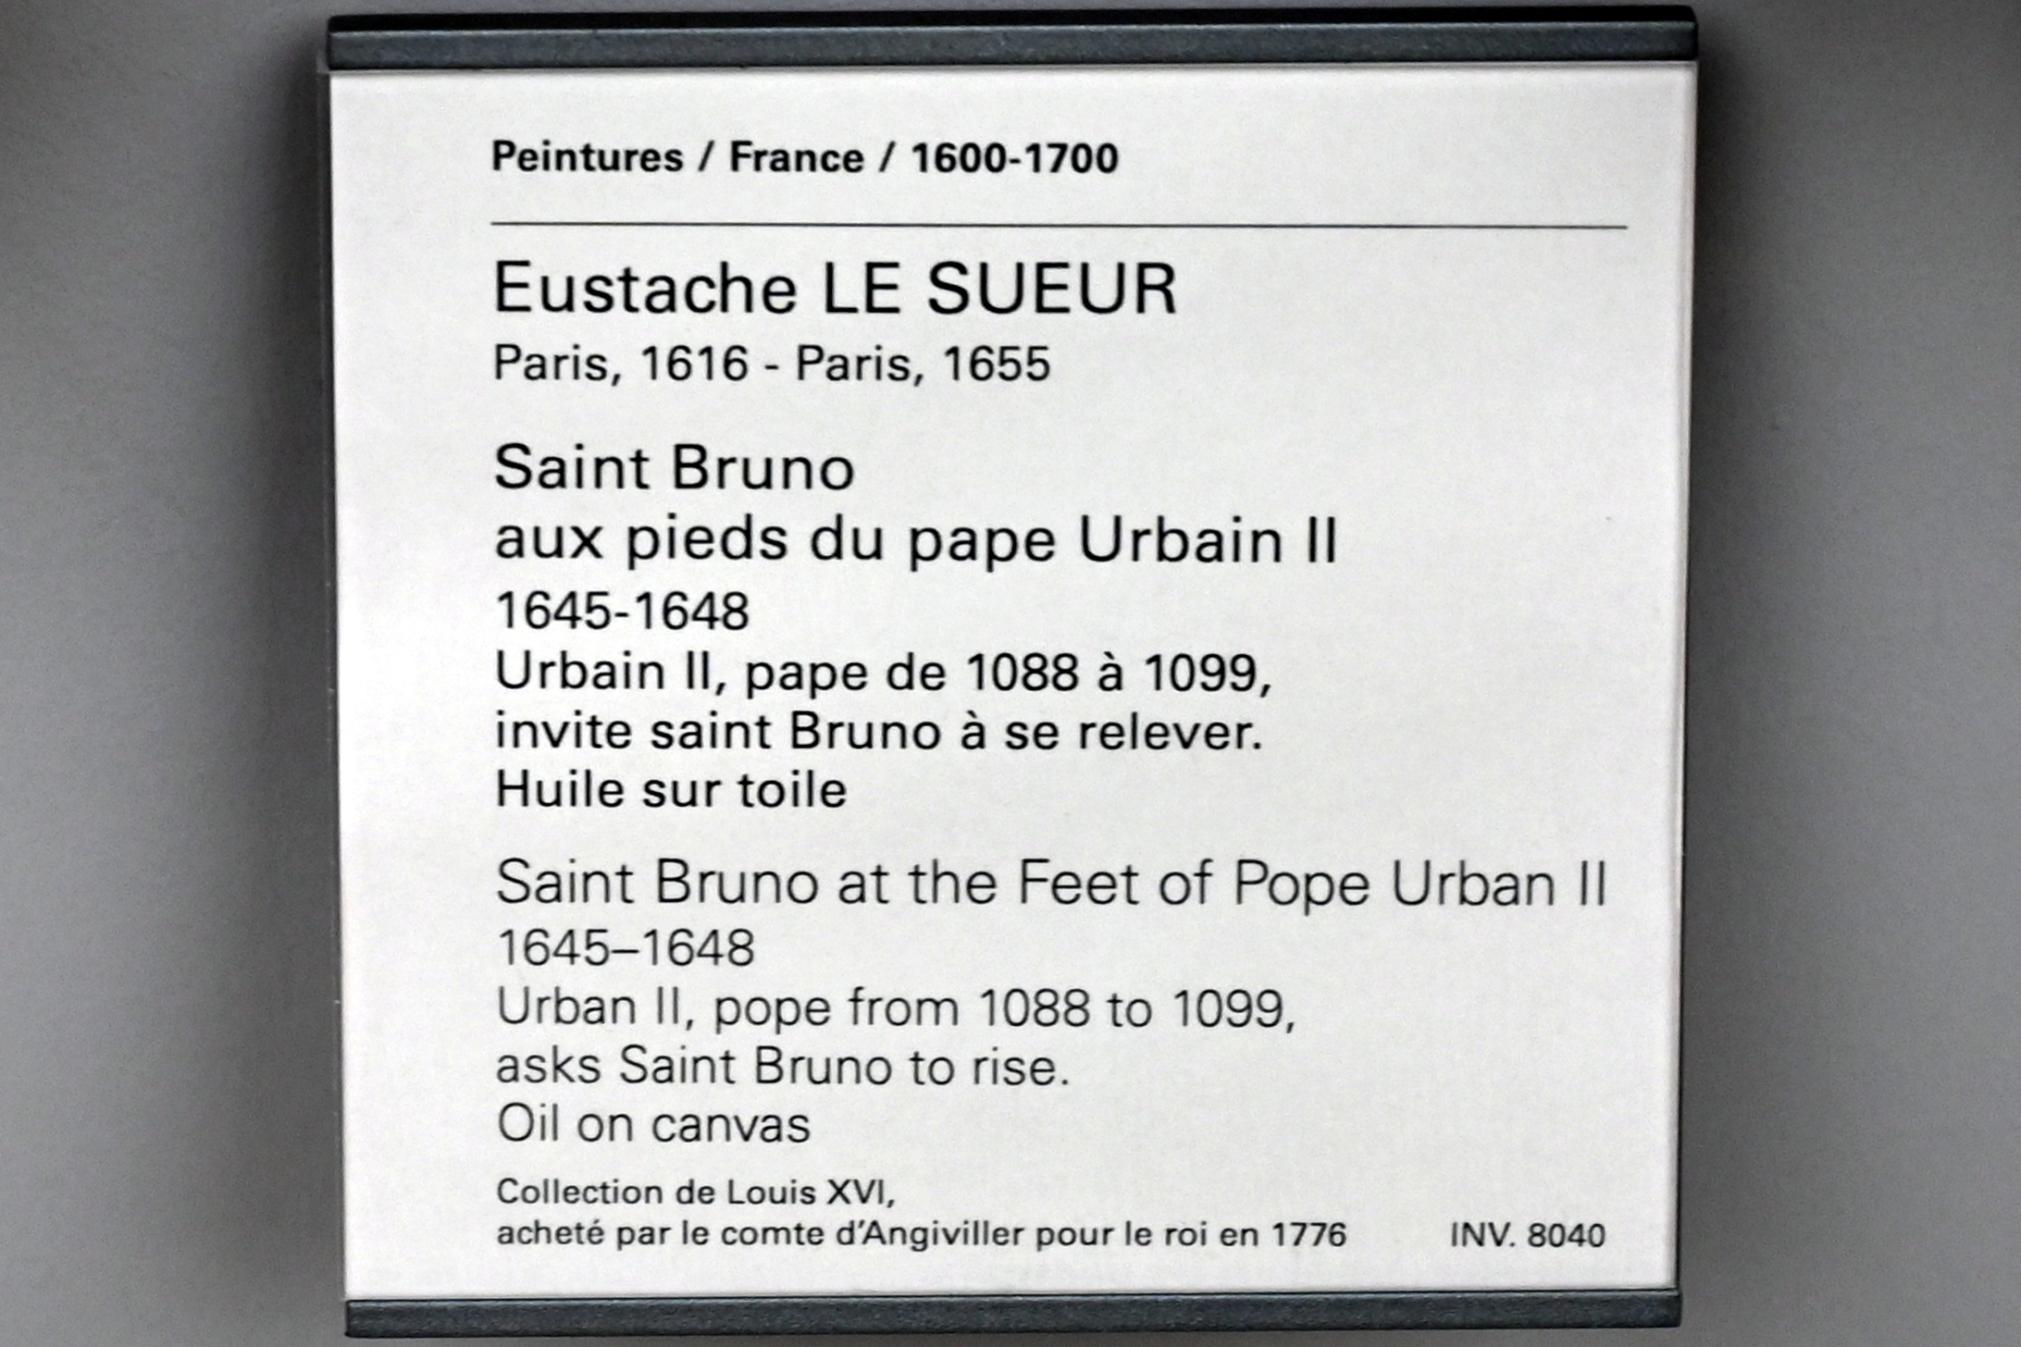 Peintures / France / 1600-1700
Eustache LE SUEUR
Paris, 1616 - Paris, 1655
Saint Bruno
aux pieds du pape Urbain II
1645-1648
Urbain II, pape de 1088 à 1099,
invite saint Bruno à se relever.
Huile sur toile
Saint Bruno at the Feet of Pope Urban II
1645–1648
Urban II, pope from 1088 to 1099,
asks Saint Bruno to rise.
Oil on canvas
Collection de Louis XVI,
acheté par le comte d'Angiviller pour le roi en 1776 INV. 8040